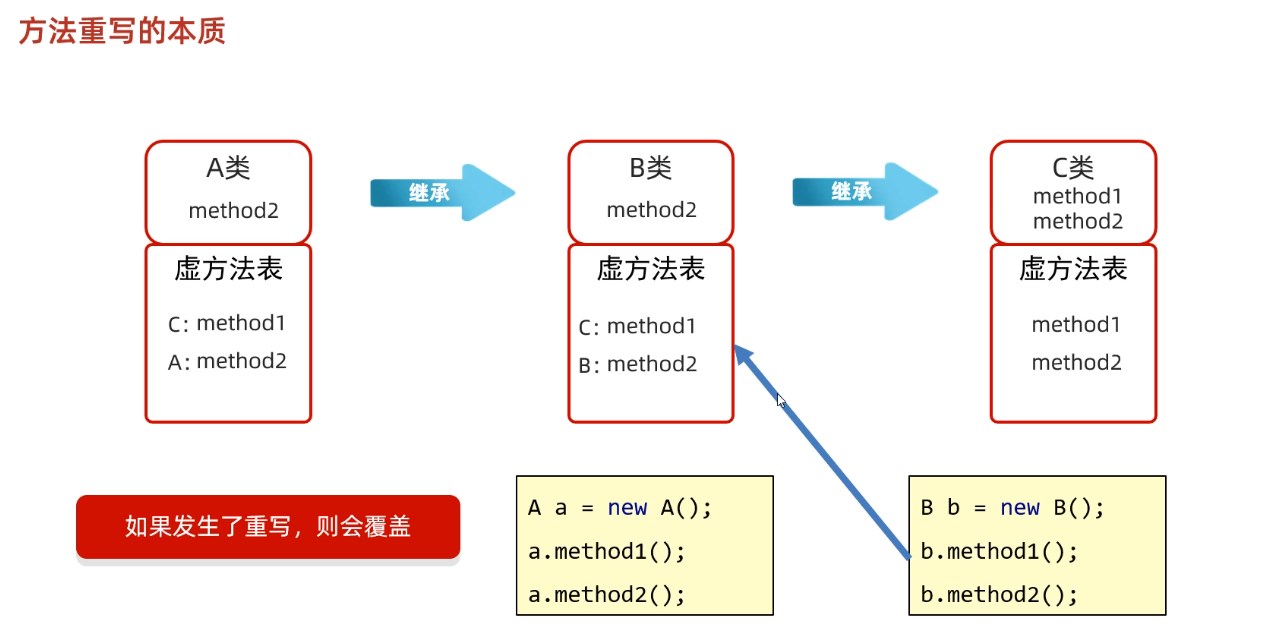 方法重写的本质
A类
method2
虚方法表
C: method1
A: method2
继承
B类
method2
虚方法表
C: method1
B: method2
继承
C类
method1
method2
虚方法表
method1
method2
如果发生了重写，则会覆盖
A a = new A();
a.method1();
a.method2();
B b = new B();
b.method1();
b.method2();